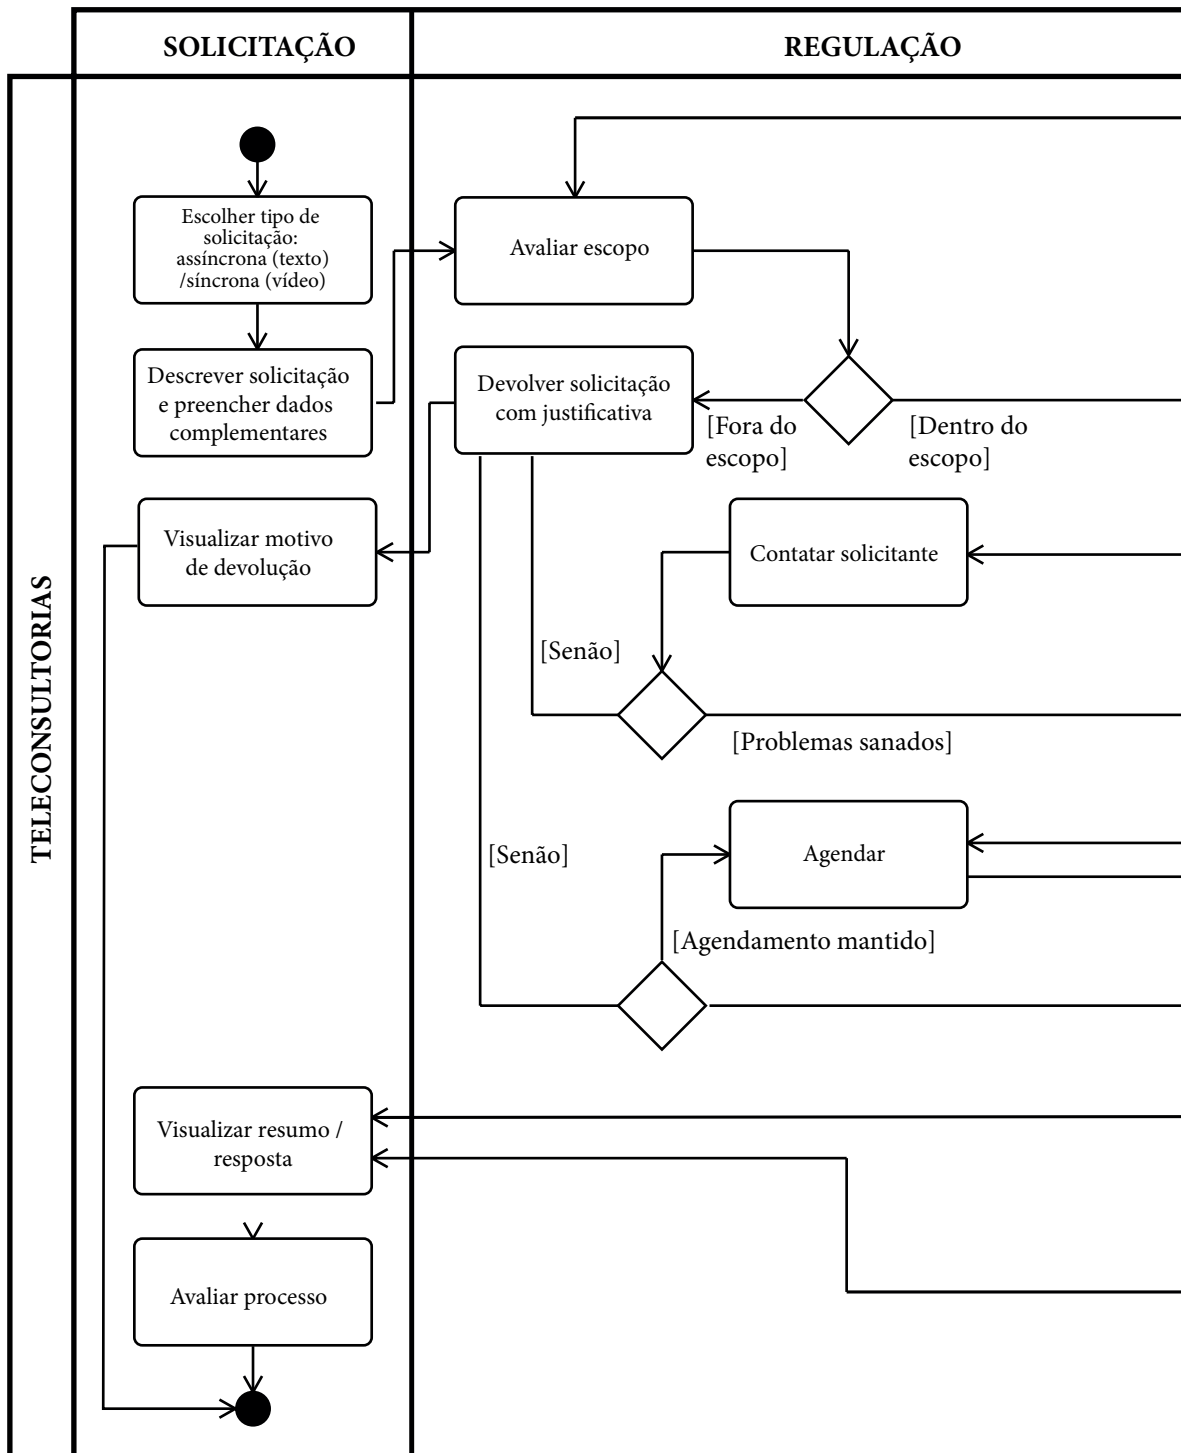 SOLICITAÇÃO
REGULAÇÃO
TELECONSULTORIAS
Escolher tipo de
solicitação:
assíncrona (texto)
/síncrona (vídeo)
Avaliar escopo
Descrever solicitação
e preencher dados
complementares
Devolver solicitação
com justificativa
[Fora do
escopo]
[Dentro do
escopo]
Visualizar motivo
de devolução
Contatar solicitante
[Senão]
[Problemas sanados]
Agendar
[Senão]
[Agendamento mantido]
Visualizar resumo /
resposta
Avaliar processo